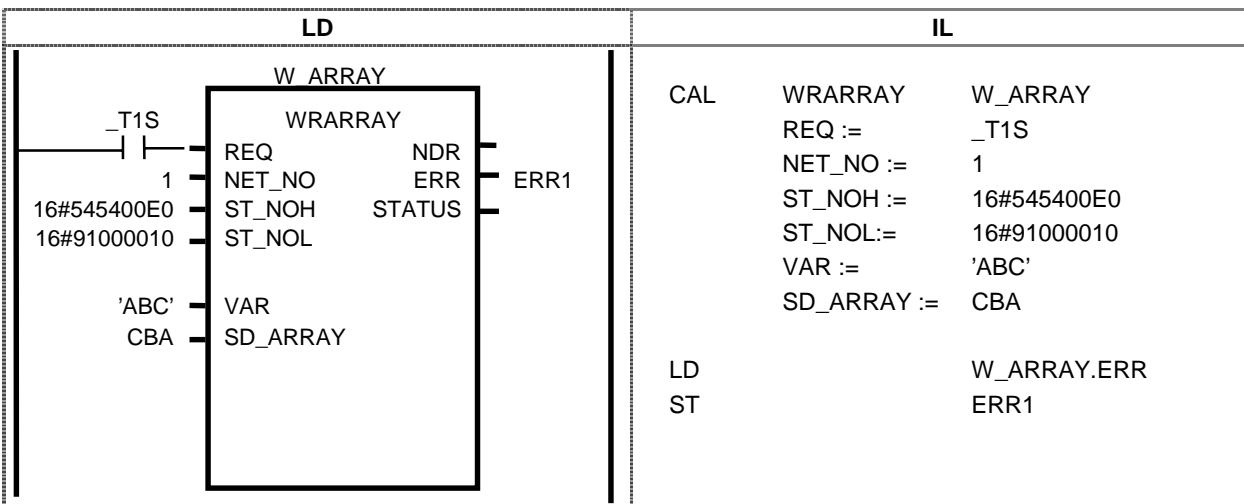 LD IL
W_ARRAY
WRARRAY
_T1S REQ NDR
1 NET_NO ERR ERR1
16#545400E0 ST_NOH STATUS
16#91000010 ST_NOL
'ABC’ VAR
CBA SD_ARRAY
CAL WRARRAY W_ARRAY
REQ := _T1S
NET_NO := 1
ST_NOH := 16#545400E0
ST_NOL:= 16#91000010
VAR := ’ABC’
SD_ARRAY := CBA
LD W_ARRAY.ERR
ST ERR1